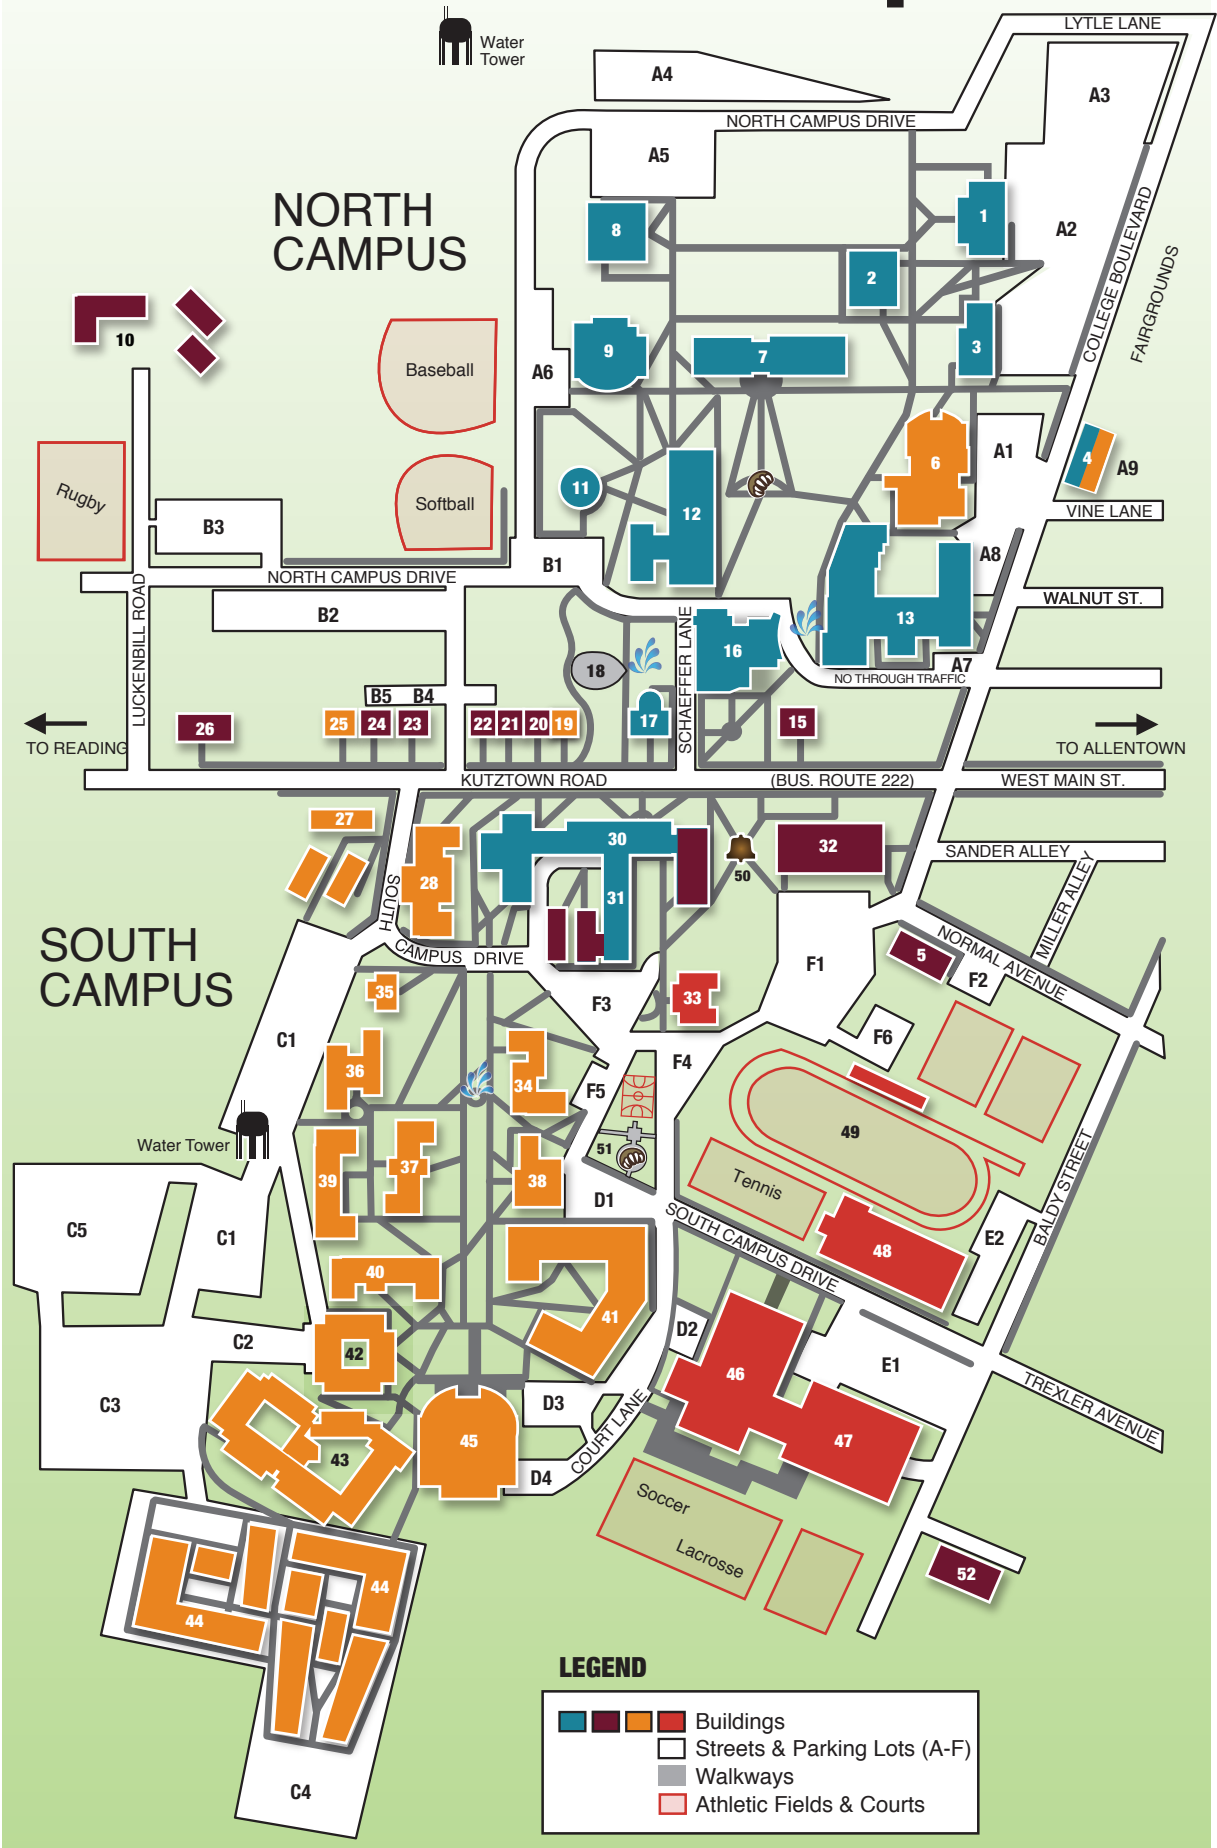 LYTLE LANE
Water
Tower
A4
A3
NORTH CAMPUS DRIVE
A5
NORTH
CAMPUS
1
8
A2
COLLEGE BOULEVARD
FAIRGROUNDS
2
10
3
9
7
Baseball
A6
A1
6
4
A9
Rugby
11
Softball
12
VINE LANE
B3
A8
B1
NORTH CAMPUS DRIVE
WALNUT ST.
B2
13
LUCKENBILL ROAD
SCHAEFFER LANE
16
18
A7
NO THROUGH TRAFFIC
B5
B4
26
25
24
23
22
21
20
19
17
15
TO READING
TO ALLENTOWN
KUTZTOWN ROAD
(BUS. ROUTE 222)
WEST MAIN ST.
27
30
32
SANDER ALLEY
50
28
31
MILLER ALLEY
SOUTH
CAMPUS DRIVE
SOUTH
CAMPUS
NORMAL AVENUE
5
F1
F2
35
F3
33
C1
F6
36
34
F5
F4
49
Water Tower
51
39
37
38
Tennis
BALDY STREET
D1
C5
C1
SOUTH CAMPUS DRIVE
E2
48
40
41
D2
C2
42
E1
46
TREXLER AVENUE
C3
D3
COURT LANE
45
47
43
D4
Soccer
Lacrosse
52
44
44
LEGEND
Buildings
Streets & Parking Lots (A-F)
Walkways
C4
Athletic Fields & Courts